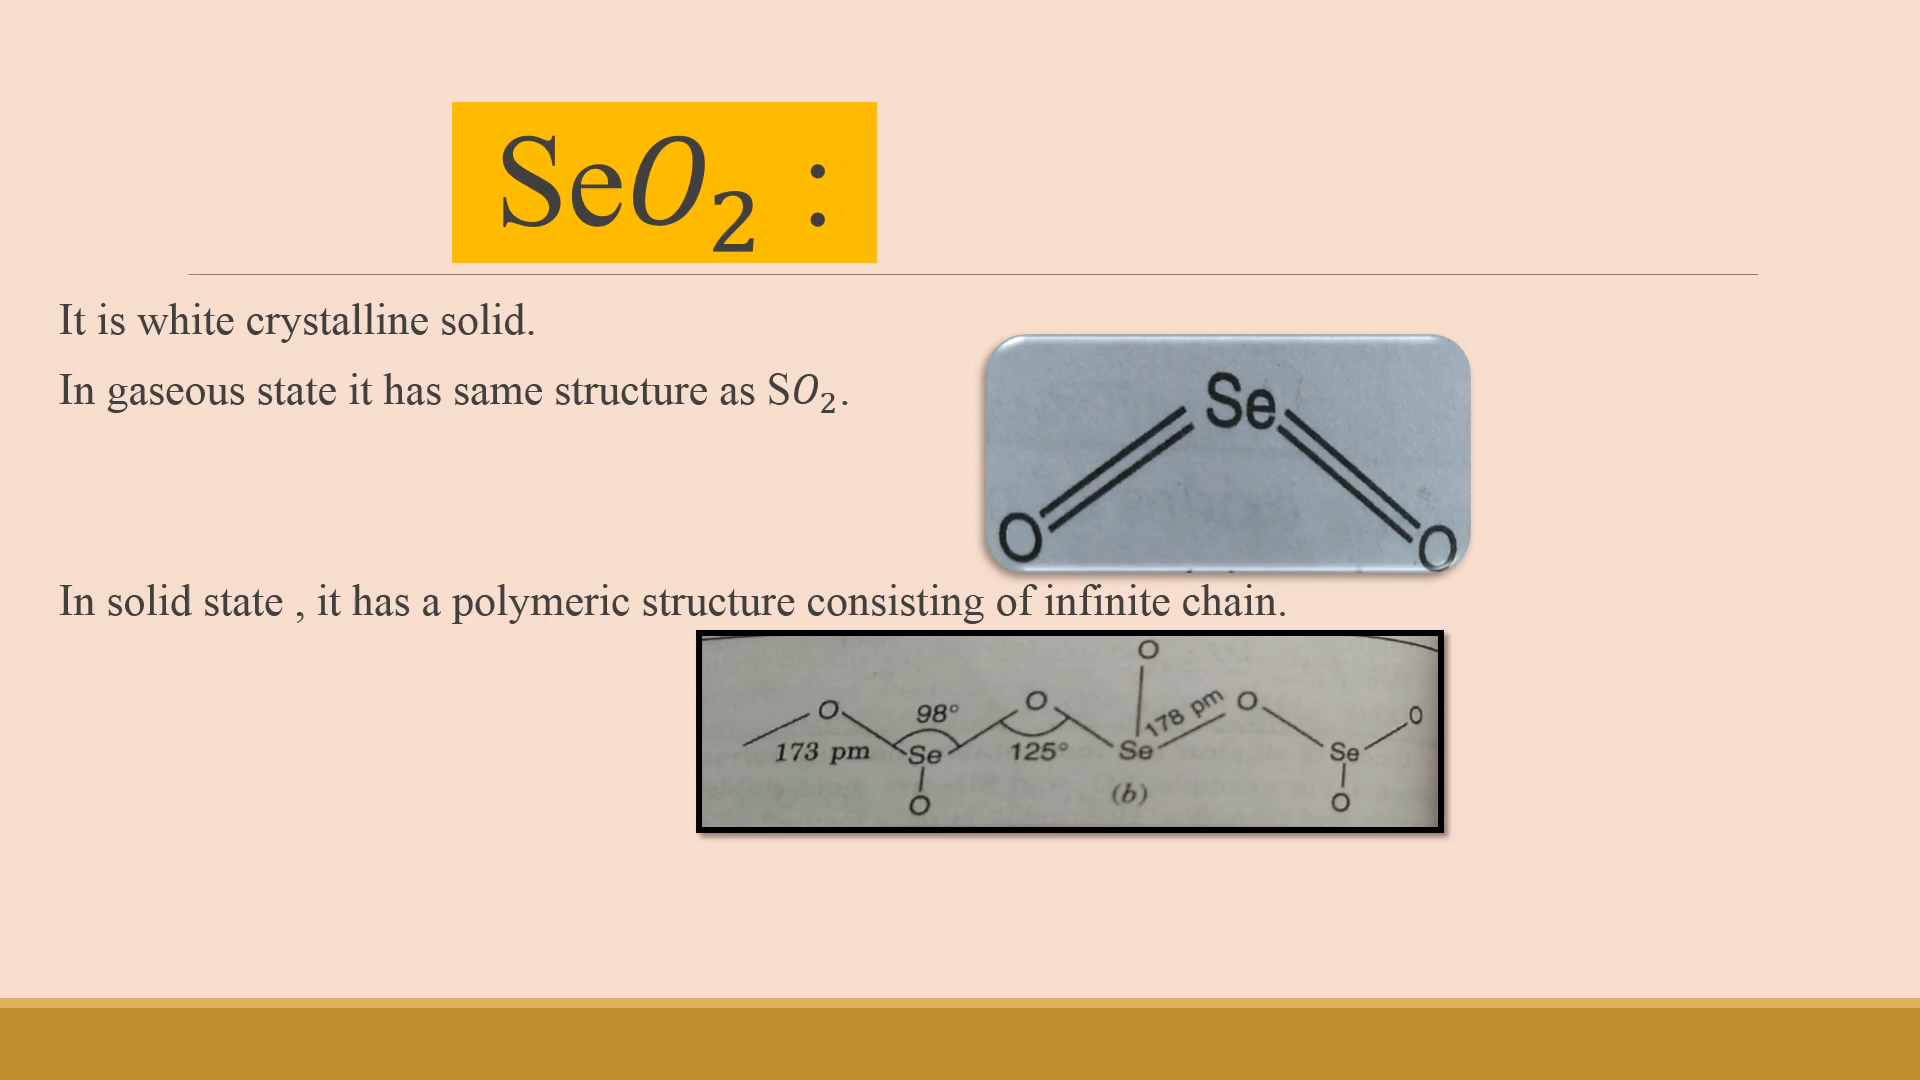 SeO₂ :
It is white crystalline solid.
In gaseous state it has same structure as SO₂.
Se
O O
In solid state , it has a polymeric structure consisting of infinite chain.
O
O 98° O 178 pm O O
173 pm Se 125° Se Se
O (b) O